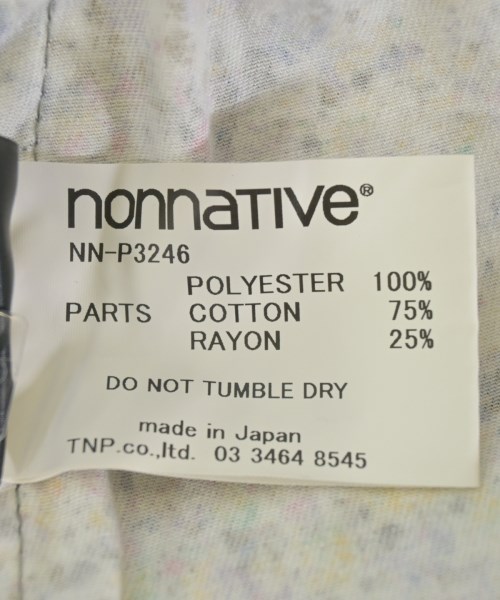 nonnative®
NN-P3246
POLYESTER 100%
PARTS COTTON 75%
RAYON 25%
DO NOT TUMBLE DRY
made in Japan
TNP.co.,ltd. 03 3464 8545